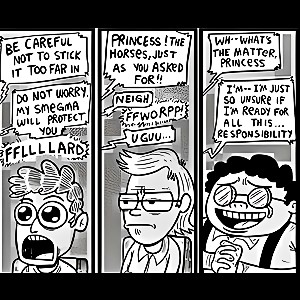 BE CAREFUL
NOT TO STICK
IT TOO FAR IN
DO NOT WORRY.
MY SMEGMA
WILL PROTECT
YOU
FFLLLLARD
PRINCESS! THE
HORSES, JUST
AS YOU ASKED
FOR!!
NEIGH
FFWORPP!
U GUU...
WH--WHAT'S
THE MATTER,
PRINCESS
I'M--I'M JUST
SO UNSURE IF
I'M READY FOR
ALL THIS...
RESPONSIBILITY